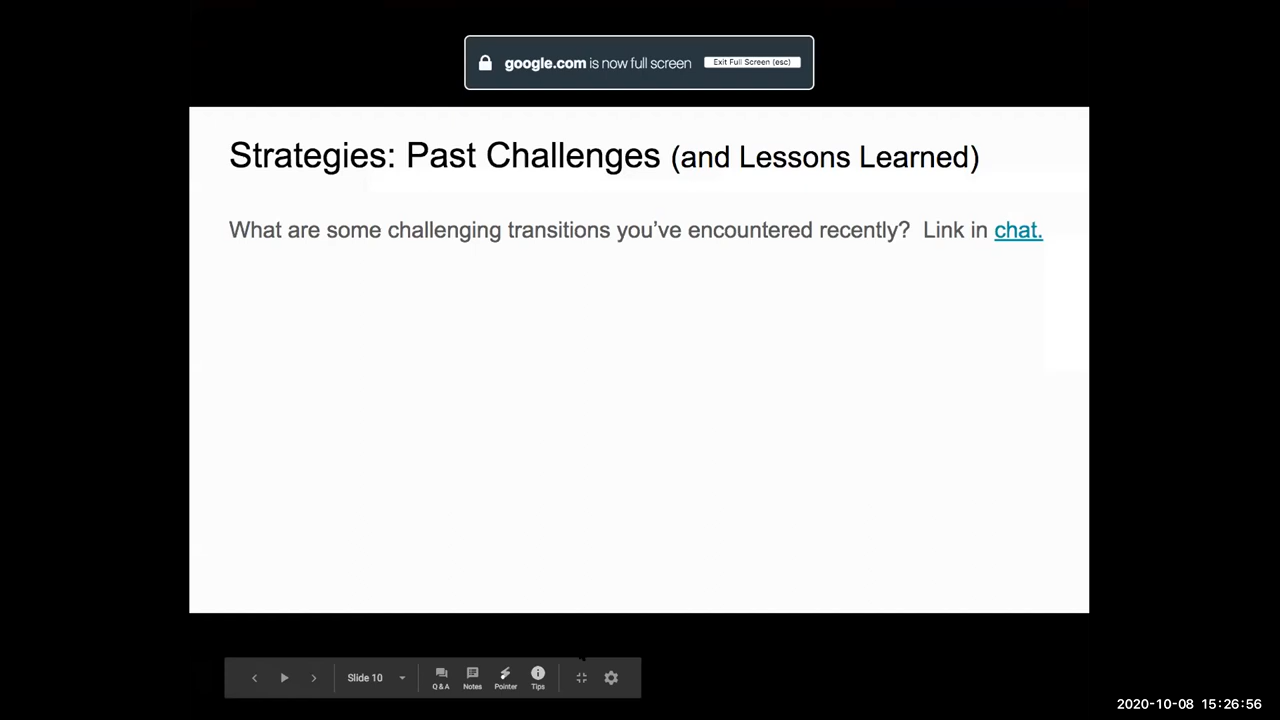 google.com is now full screen Exit Full Screen (esc)
Strategies: Past Challenges (and Lessons Learned)
What are some challenging transitions you've encountered recently?  Link in chat.
Slide 10
Q&A Notes Pointer Tips
2020-10-08 15:26:56